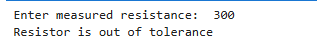 Enter measured resistance:  300
Resistor is out of tolerance